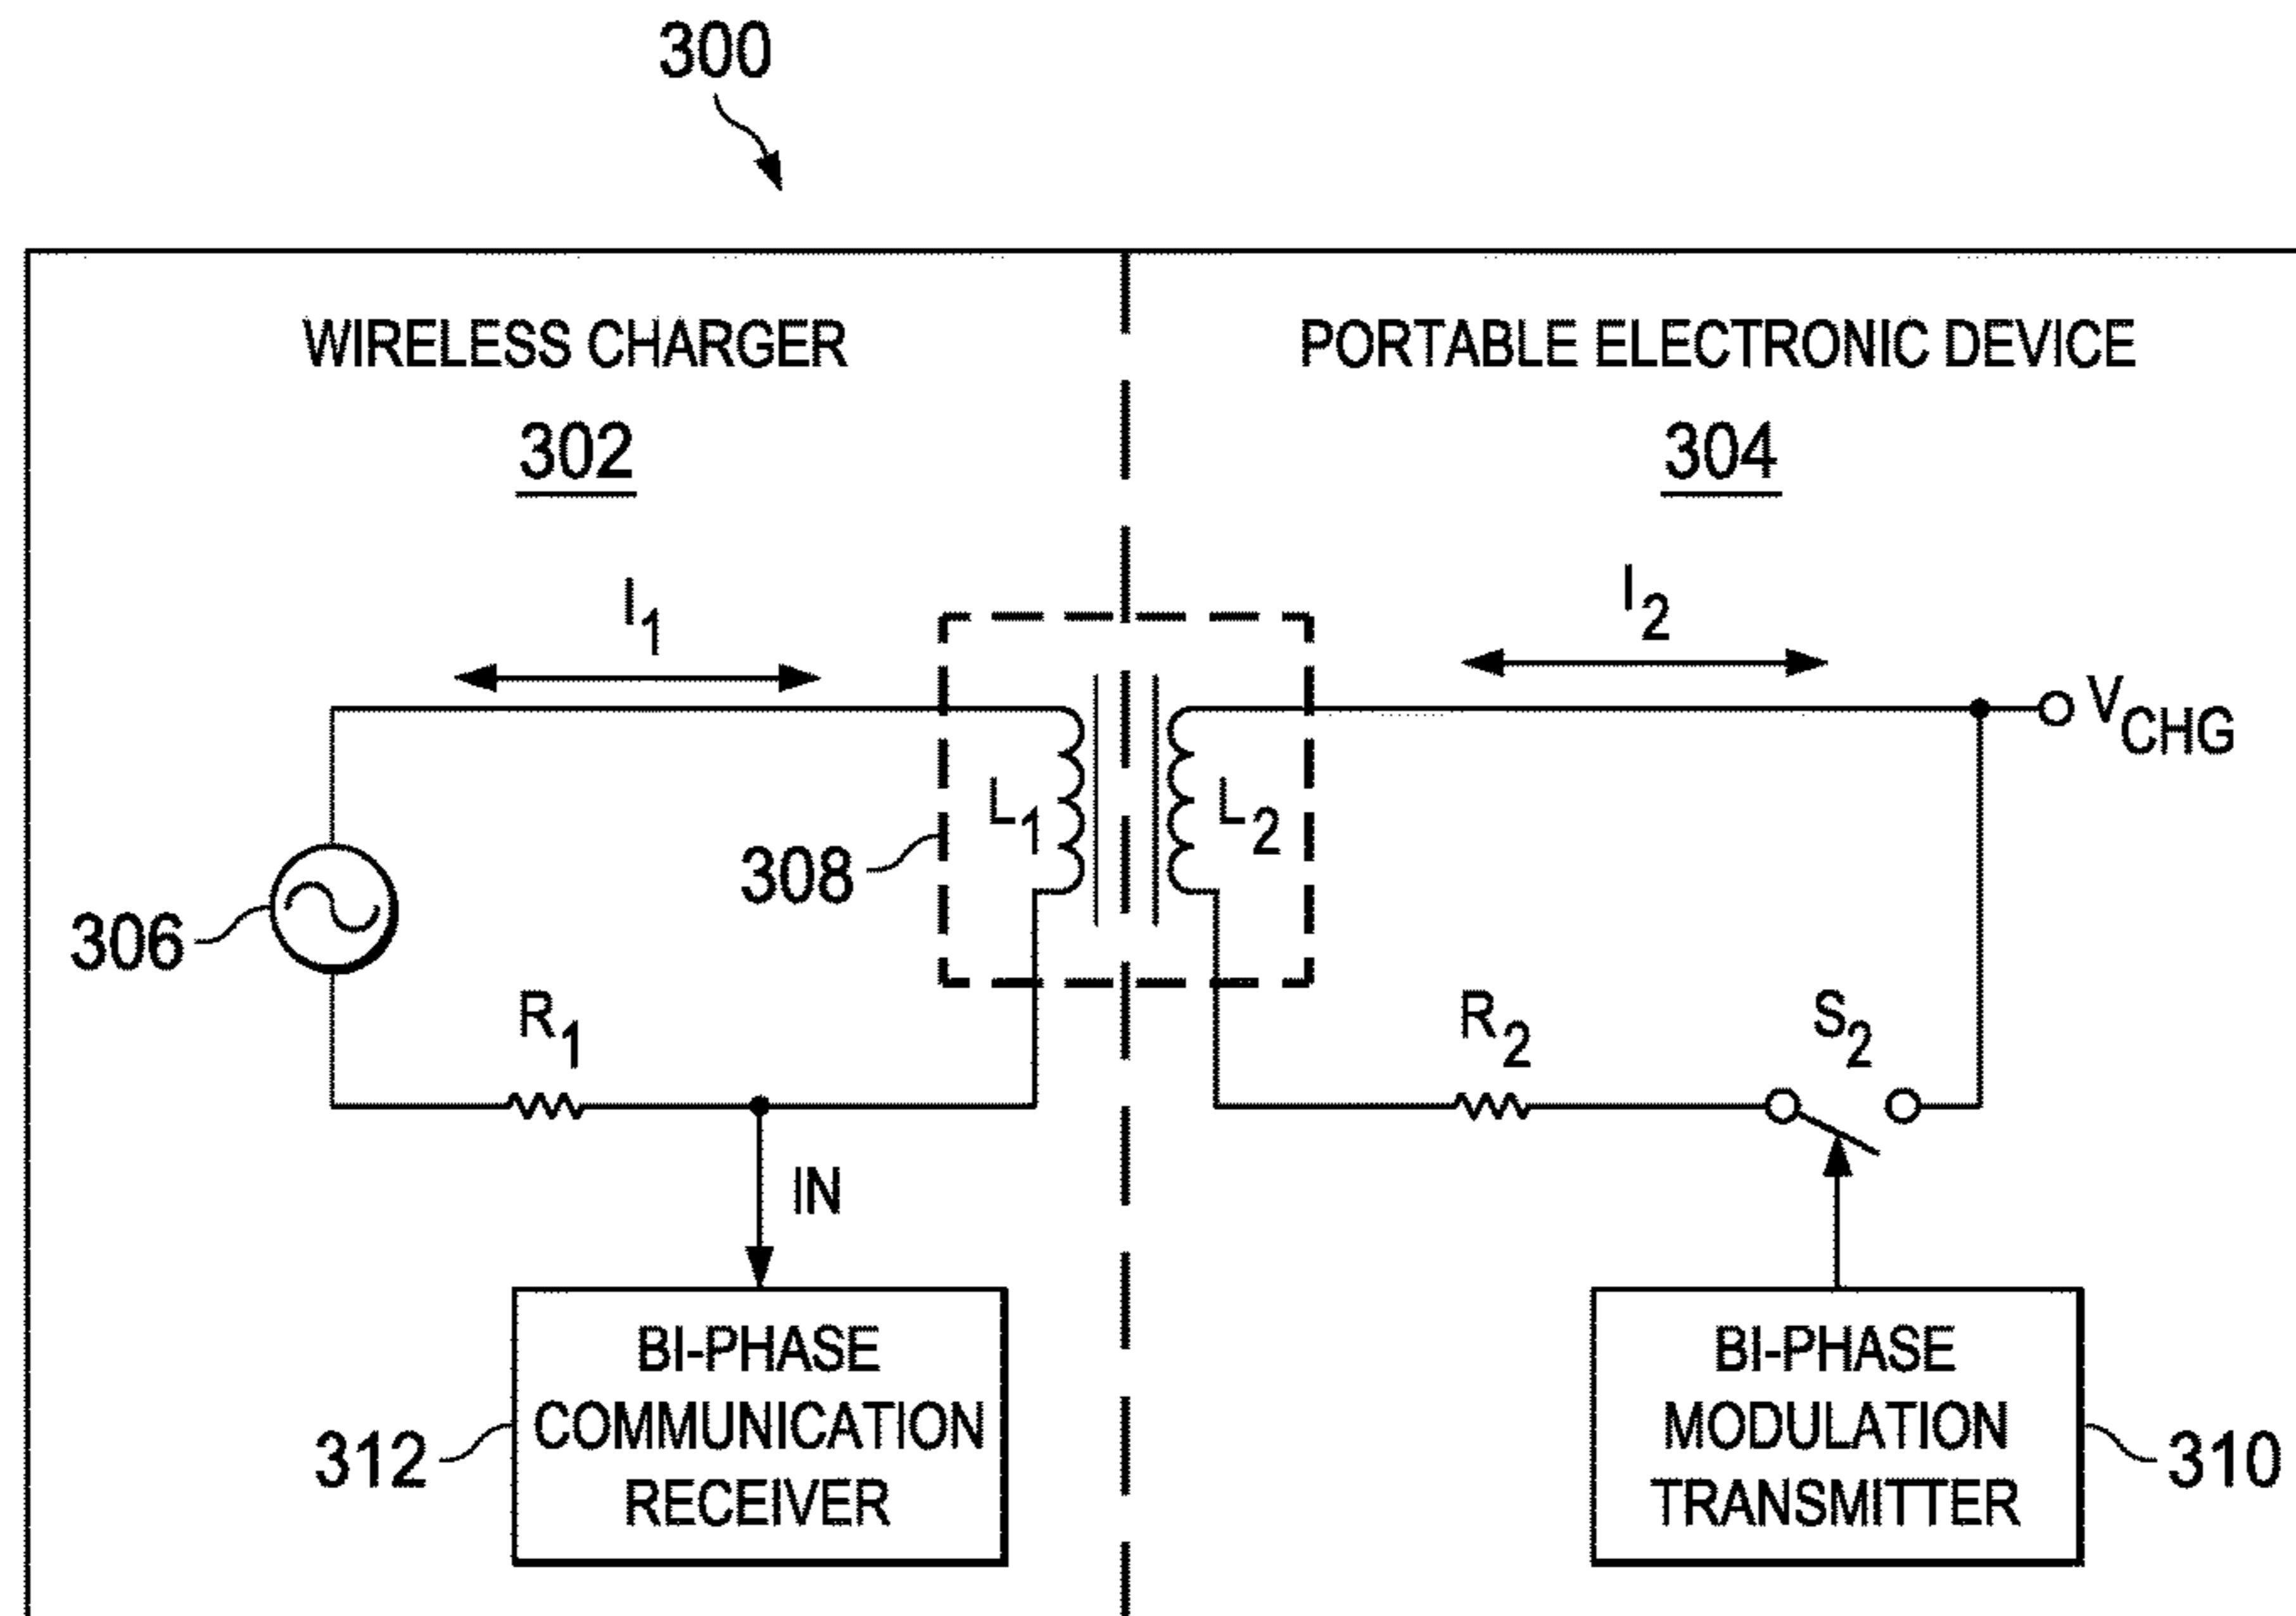 300
WIRELESS CHARGER
302
PORTABLE ELECTRONIC DEVICE
304
I1
I2
VCHG
L1
L2
308
306
R1
R2
S2
IN
BI-PHASE
COMMUNICATION
RECEIVER
312
BI-PHASE
MODULATION
TRANSMITTER
310